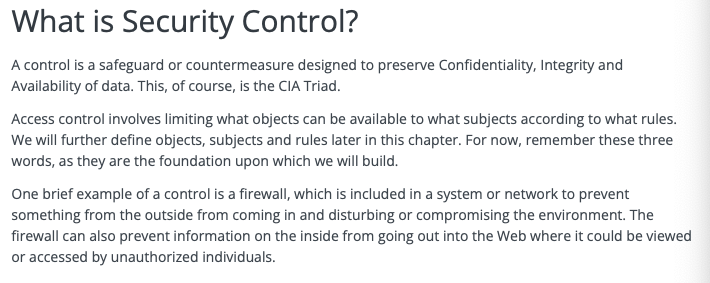 What is Security Control?
A control is a safeguard or countermeasure designed to preserve Confidentiality, Integrity and
Availability of data. This, of course, is the CIA Triad.
Access control involves limiting what objects can be available to what subjects according to what rules.
We will further define objects, subjects and rules later in this chapter. For now, remember these three
words, as they are the foundation upon which we will build.
One brief example of a control is a firewall, which is included in a system or network to prevent
something from the outside from coming in and disturbing or compromising the environment. The
firewall can also prevent information on the inside from going out into the Web where it could be viewed
or accessed by unauthorized individuals.